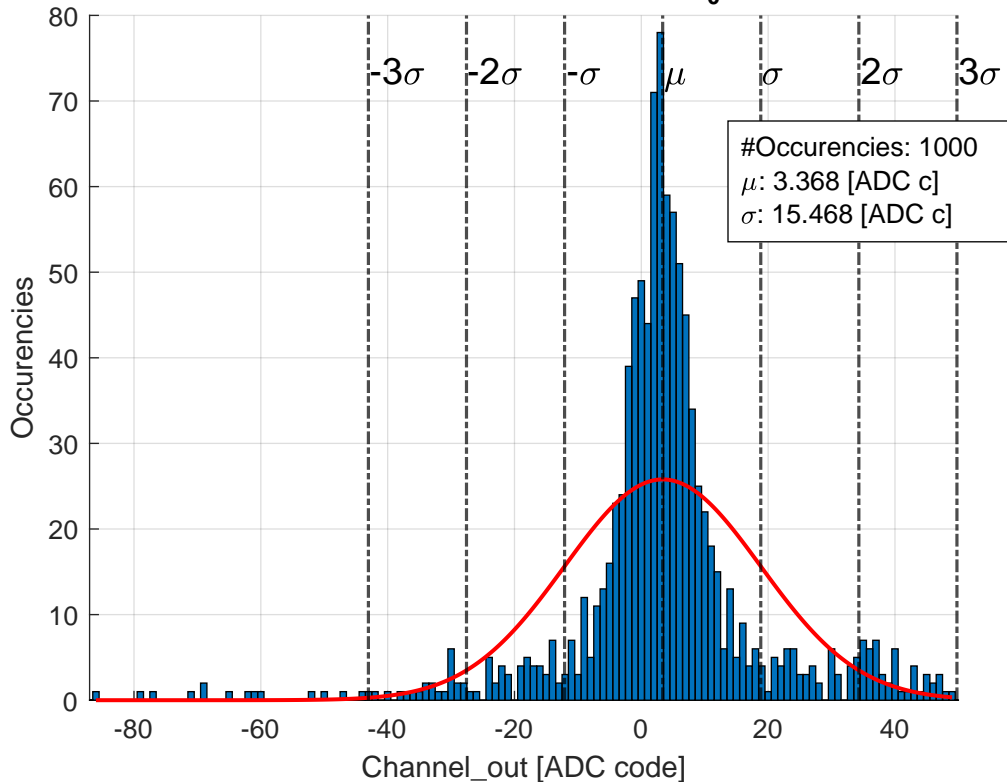 80
70
60
50
40
30
20
10
0
Occurencies
-3σ
-2σ
-σ
μ
σ
2σ
3σ
#Occurencies: 1000
μ: 3.368 [ADC c]
σ: 15.468 [ADC c]
-80
-60
-40
-20
0
20
40
Channel_out [ADC code]